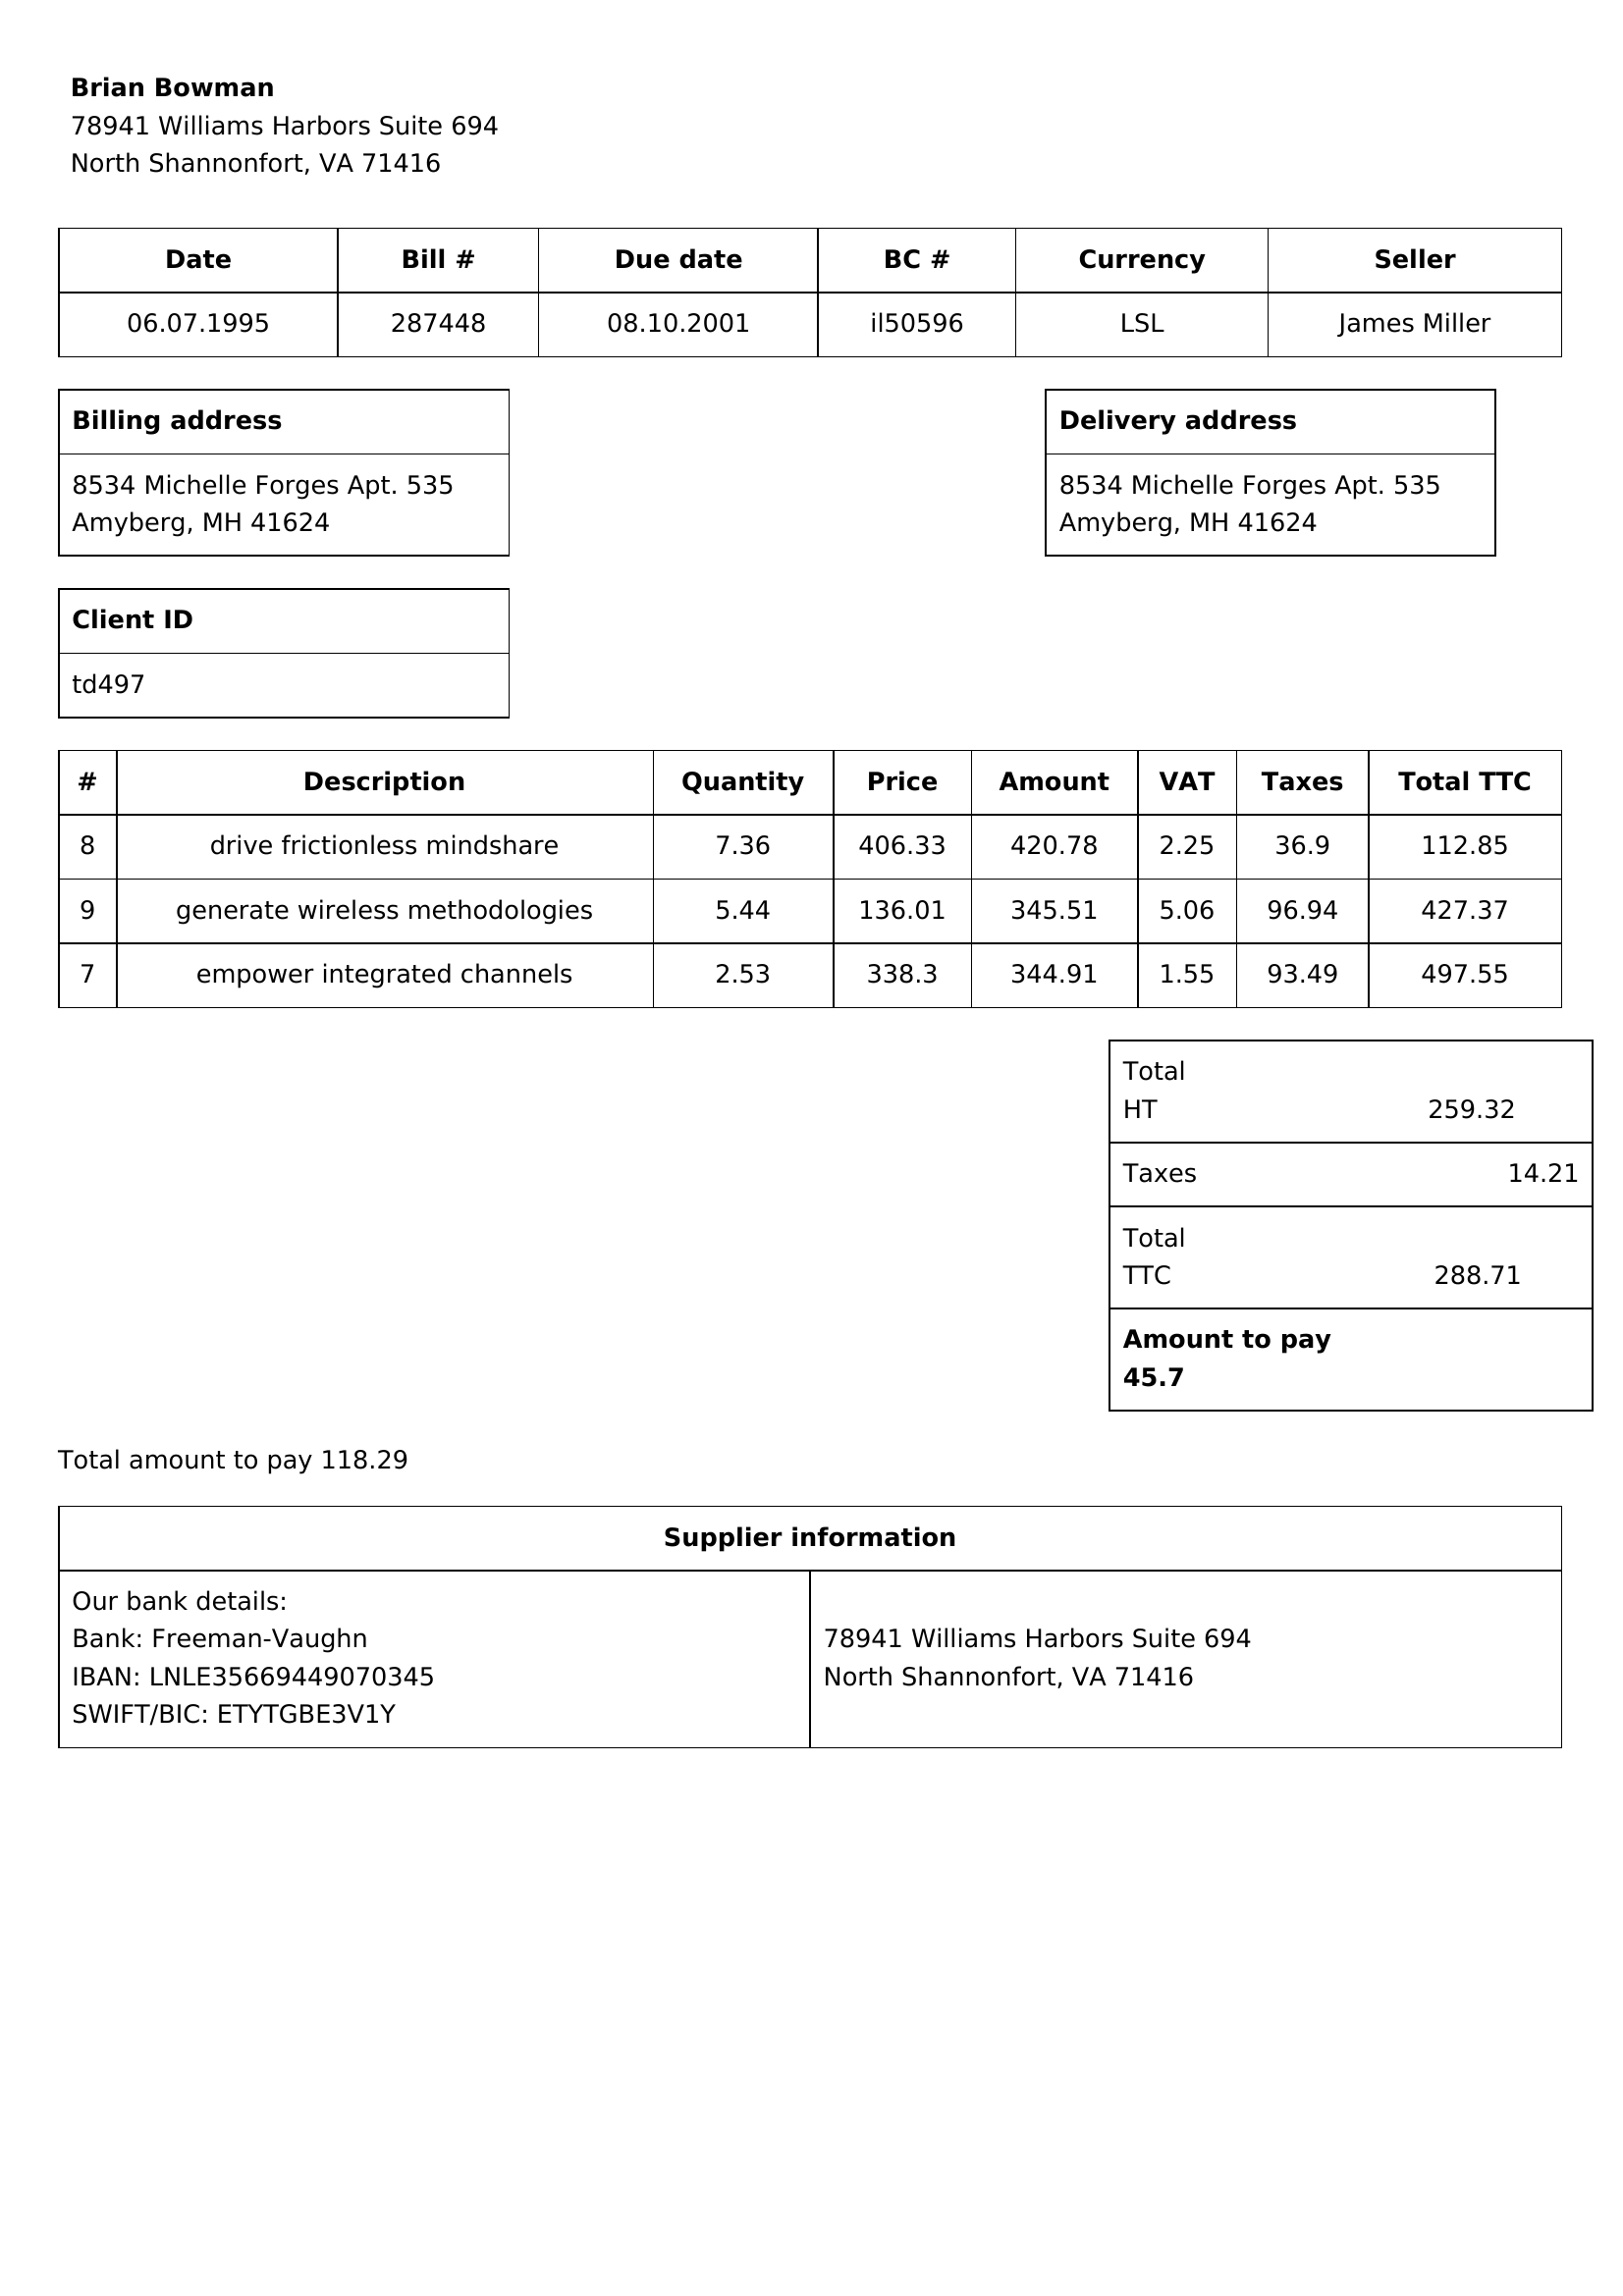 Brian Bowman
78941 Williams Harbors Suite 694
North Shannonfort, VA 71416
Date Bill # Due date BC # Currency Seller
06.07.1995 287448 08.10.2001 il50596 LSL James Miller
Billing address
8534 Michelle Forges Apt. 535
Amyberg, MH 41624
Delivery address
8534 Michelle Forges Apt. 535
Amyberg, MH 41624
Client ID
td497
# Description Quantity Price Amount VAT Taxes Total TTC
8 drive frictionless mindshare 7.36 406.33 420.78 2.25 36.9 112.85
9 generate wireless methodologies 5.44 136.01 345.51 5.06 96.94 427.37
7 empower integrated channels 2.53 338.3 344.91 1.55 93.49 497.55
Total
HT 259.32
Taxes 14.21
Total
TTC 288.71
Amount to pay
45.7
Total amount to pay 118.29
Supplier information
Our bank details:
Bank: Freeman-Vaughn
IBAN: LNLE35669449070345
SWIFT/BIC: ETYTGBE3V1Y
78941 Williams Harbors Suite 694
North Shannonfort, VA 71416